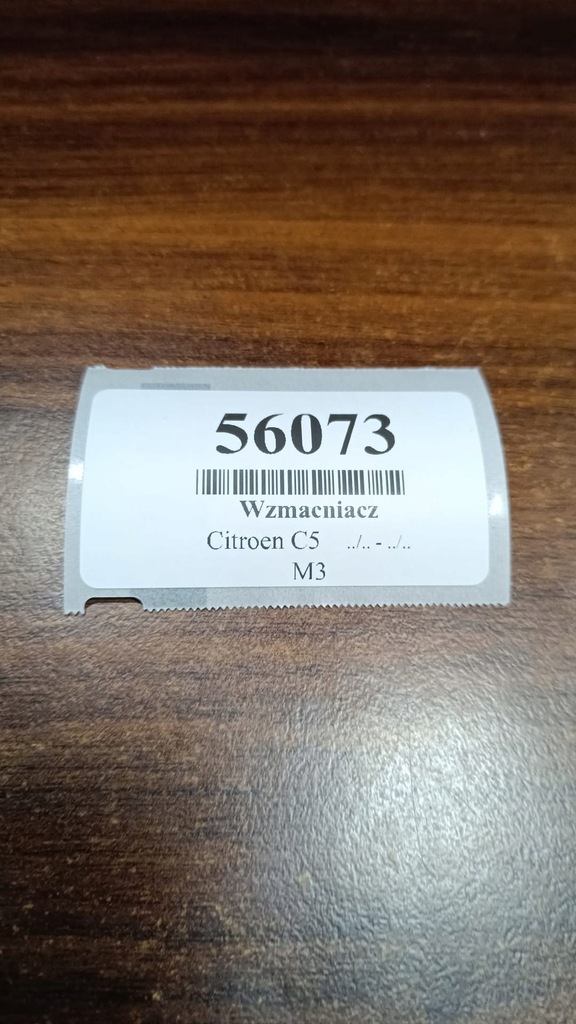 56073
Wzmacniacz
Citroen C5 ../.. - ../..
M3